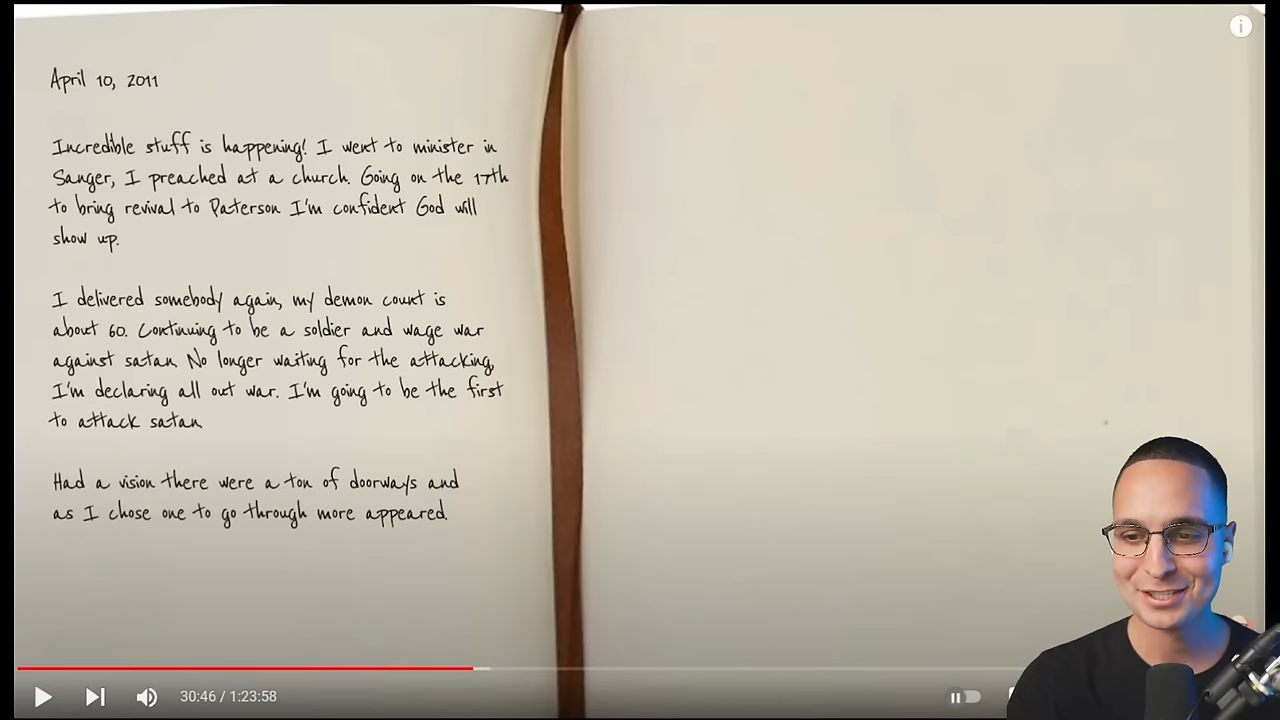 April 10, 2011
Incredible stuff is happening! I went to minister in
Sanger, I preached at a church. Going on the 17th
to bring revival to Paterson I'm confident God will
show up.
I delivered somebody again, my demon count is
about 60. Continuing to be a soldier and wage war
against satan. No longer waiting for the attacking,
I'm declaring all out war. I'm going to be the first
to attack satan.
Had a vision there were a ton of doorways and
as I chose one to go through more appeared.
30:46 / 1:23:58